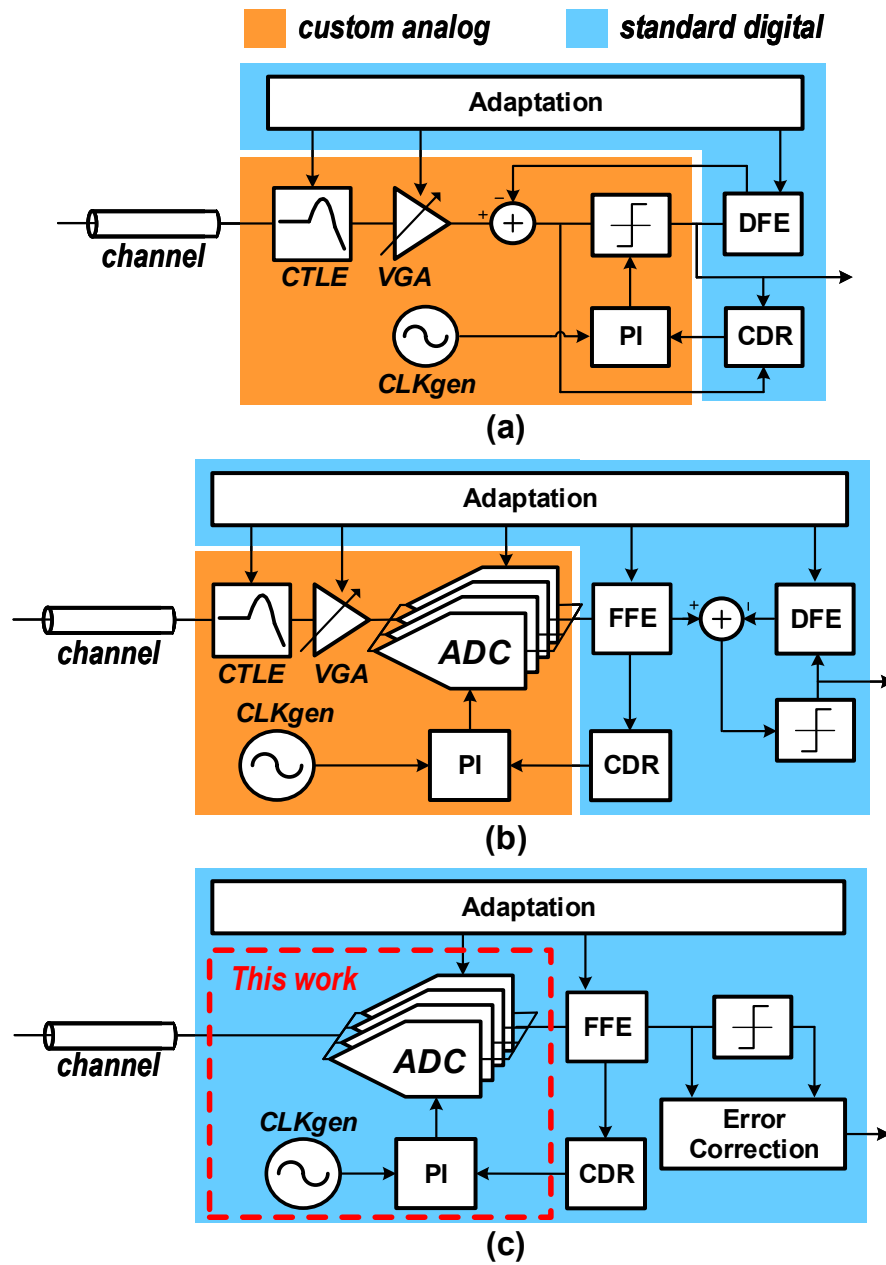 custom analog
standard digital
Adaptation
channel
CTLE
VGA
DFE
CLKgen
PI
CDR
(a)
Adaptation
channel
CTLE
VGA
ADC
FFE
DFE
CLKgen
PI
CDR
(b)
Adaptation
This work
channel
ADC
FFE
CLKgen
PI
CDR
Error
Correction
(c)